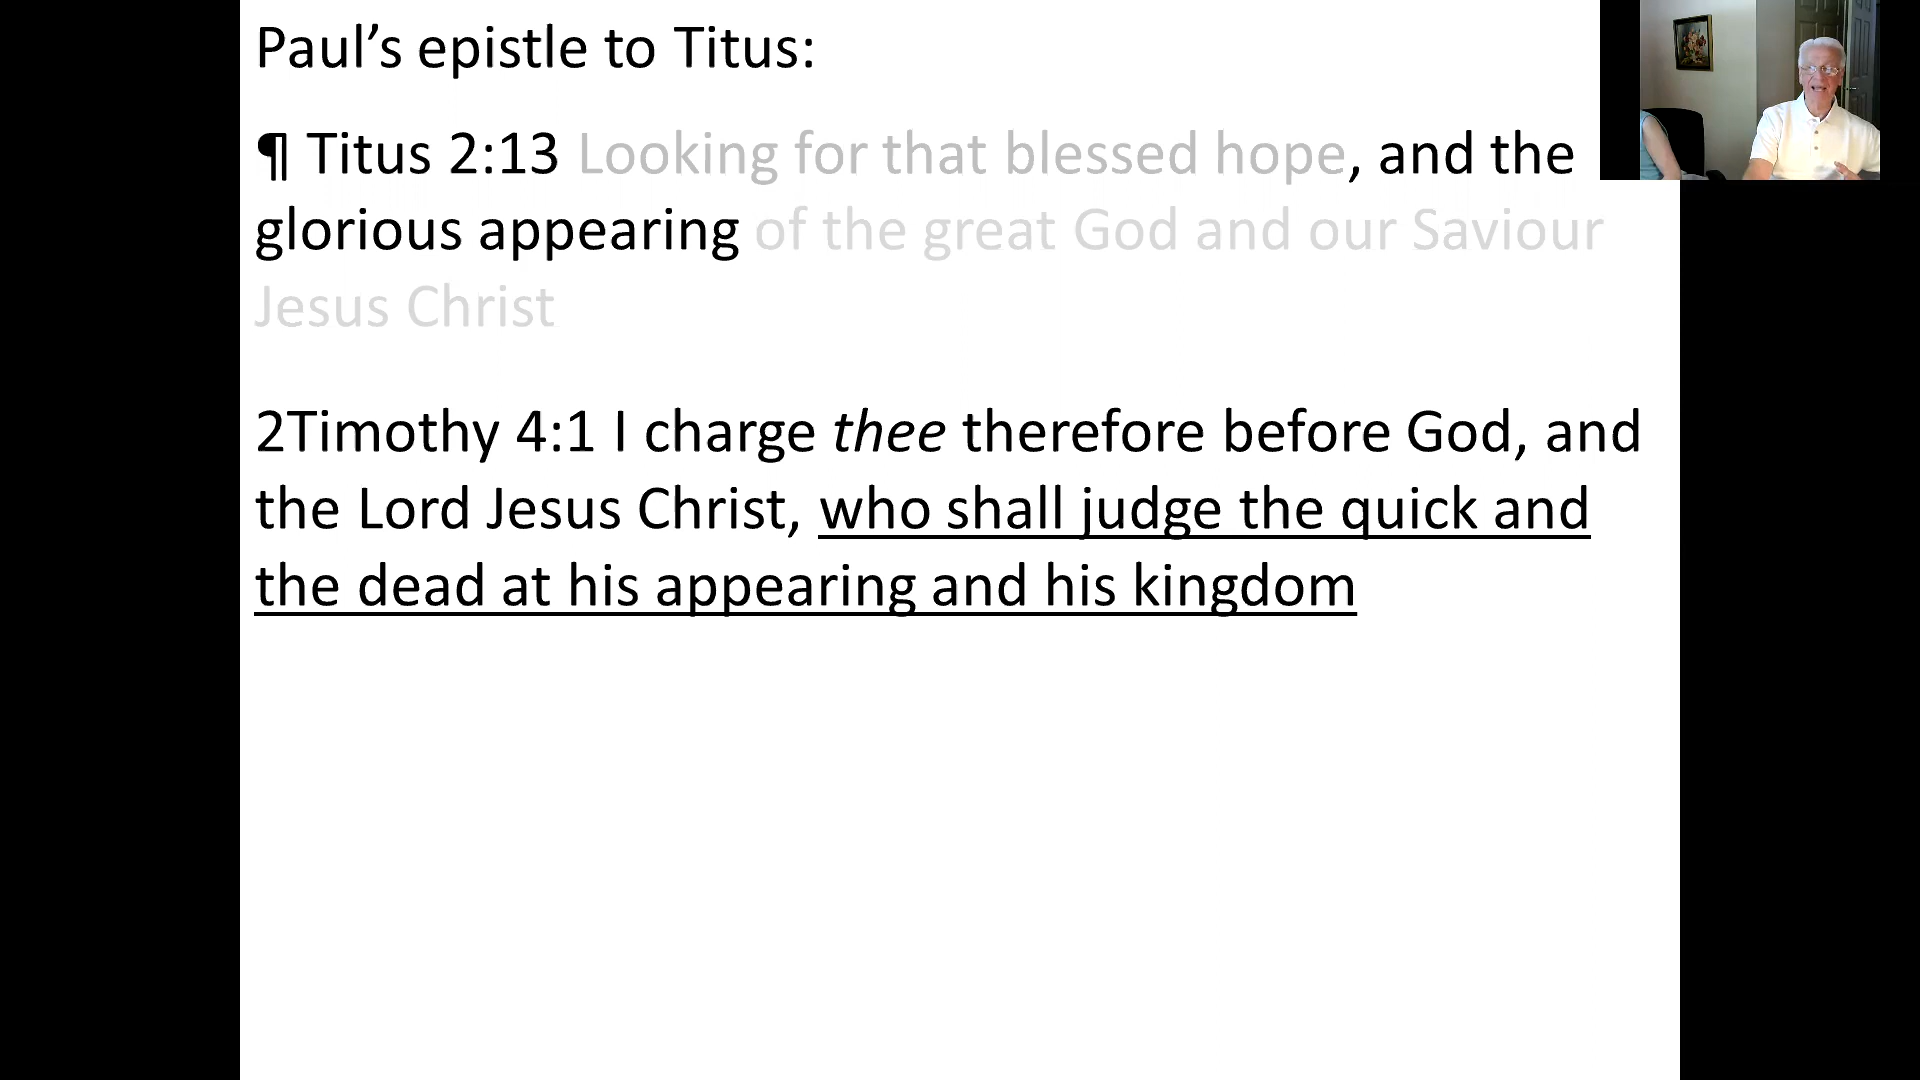 Paul’s epistle to Titus:
¶ Titus 2:13 Looking for that blessed hope, and the
glorious appearing of the great God and our Saviour
Jesus Christ
2Timothy 4:1 I charge thee therefore before God, and
the Lord Jesus Christ, who shall judge the quick and
the dead at his appearing and his kingdom